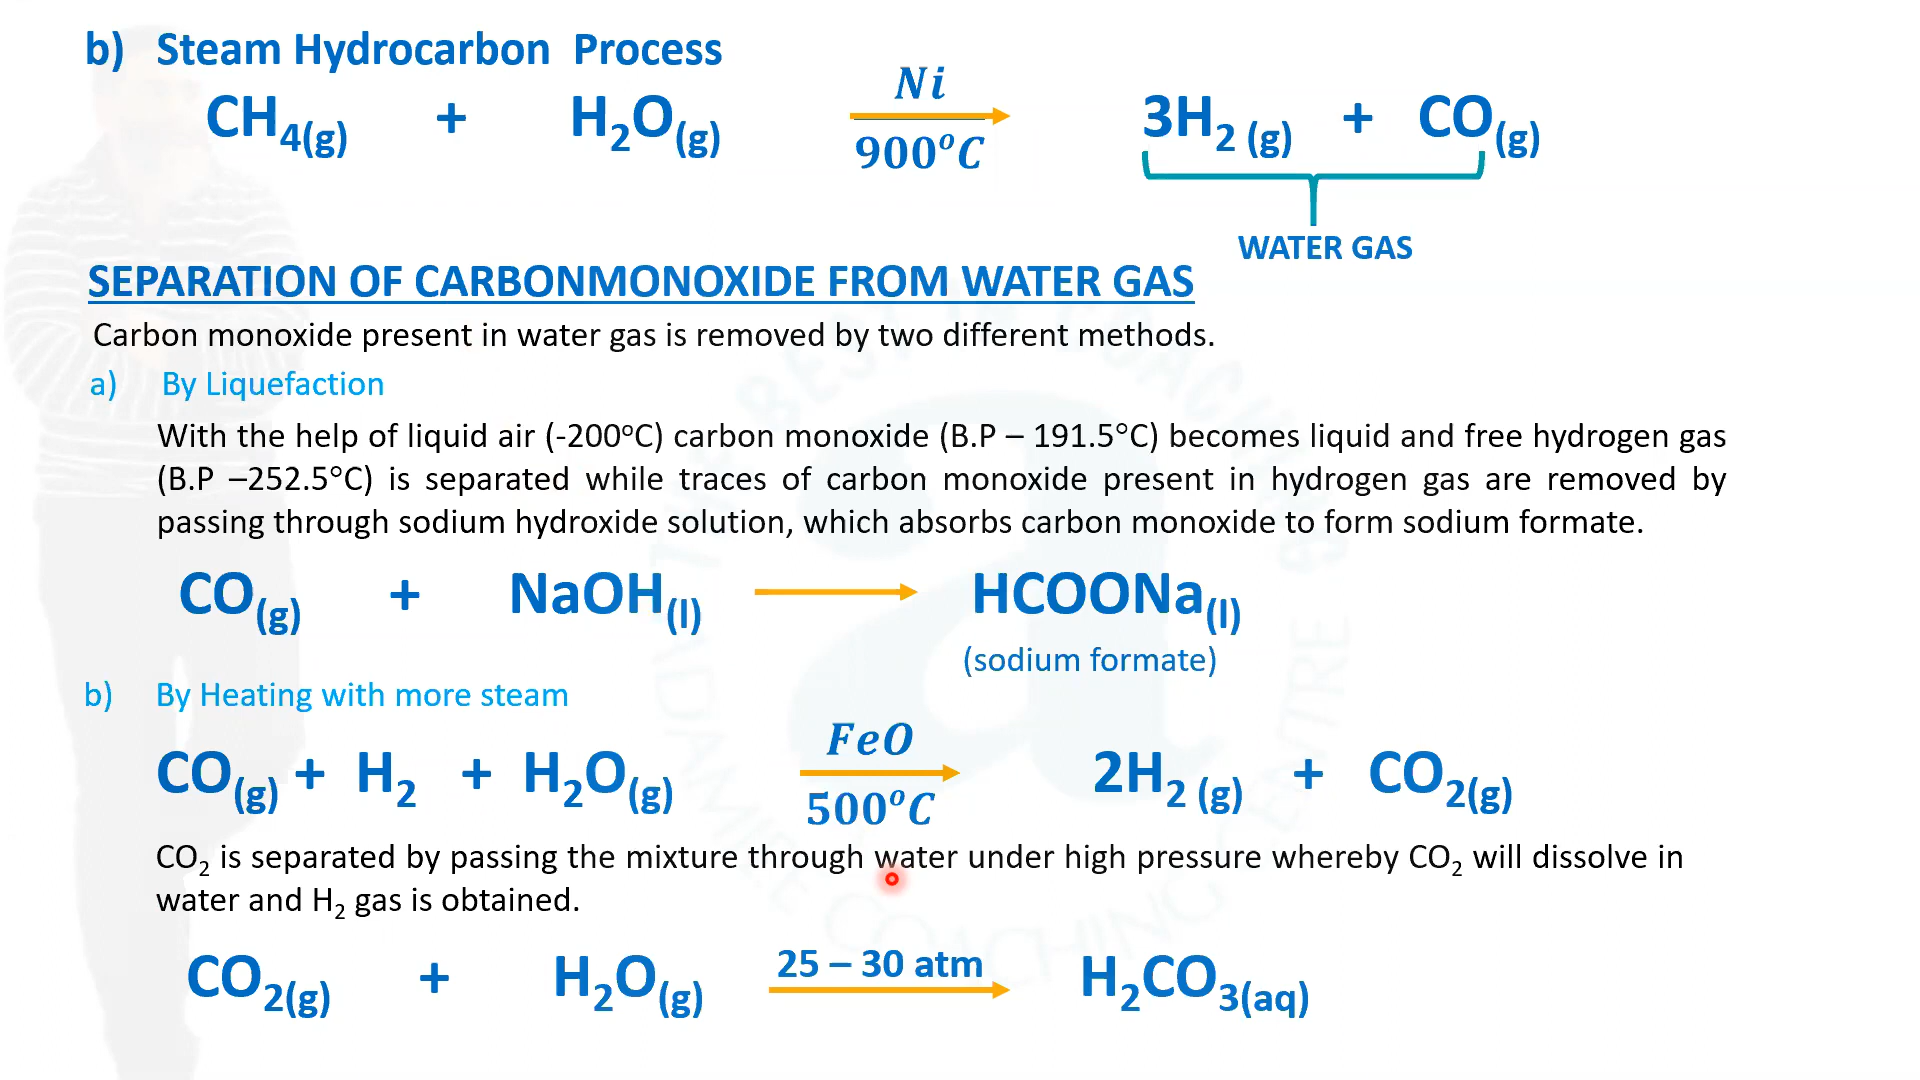 b) Steam Hydrocarbon Process
CH₄(g) + H₂O(g) Ni 900°C 3H₂ (g) + CO(g)
WATER GAS
SEPARATION OF CARBONMONOXIDE FROM WATER GAS
Carbon monoxide present in water gas is removed by two different methods.
a) By Liquefaction
With the help of liquid air (-200°C) carbon monoxide (B.P – 191.5°C) becomes liquid and free hydrogen gas
(B.P –252.5°C) is separated while traces of carbon monoxide present in hydrogen gas are removed by
passing through sodium hydroxide solution, which absorbs carbon monoxide to form sodium formate.
CO(g) + NaOH(l) HCOONa(l)
(sodium formate)
b) By Heating with more steam
CO(g) + H₂ + H₂O(g) FeO 500°C 2H₂ (g) + CO₂(g)
CO₂ is separated by passing the mixture through water under high pressure whereby CO₂ will dissolve in
water and H₂ gas is obtained.
CO₂(g) + H₂O(g) 25 – 30 atm H₂CO₃(aq)